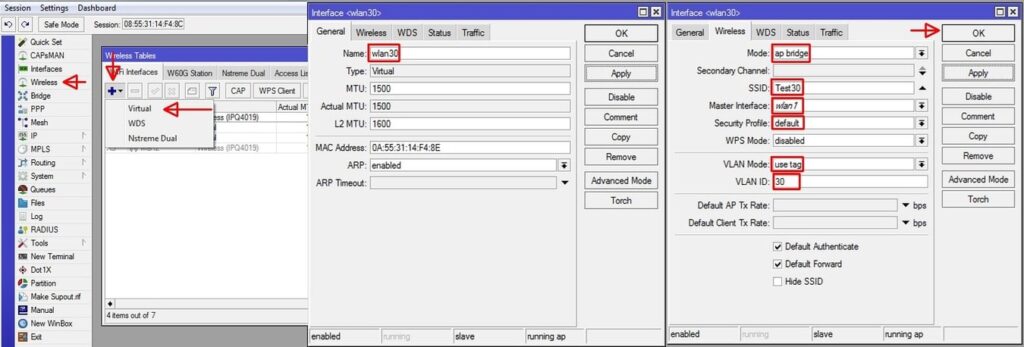 Session Settings Dashboard
Safe Mode Session: 08:55:31:14:F4:8C
Quick Set
CAPsMAN
Interfaces
Wireless
Bridge
PPP
Mesh
IP
MPLS
Routing
System
Queues
Files
Log
RADIUS
Tools
New Terminal
Dot1X
Partition
Make Supout.rif
Manual
New WinBox
Exit
Wireless Tables
Interfaces W60G Station Nstreme Dual Access List
CAP WPS Client
Actual M
Virtual
WDS
Nstreme Dual
(IPQ4019)
Wireless (IPQ4019)
4 items out of 7
Interface <wlan30>
General Wireless WDS Status Traffic
Name: wlan30
Type: Virtual
MTU: 1500
Actual MTU: 1500
L2 MTU: 1600
MAC Address: 0A:55:31:14:F4:8E
ARP: enabled
ARP Timeout:
OK
Cancel
Apply
Disable
Comment
Copy
Remove
Advanced Mode
Torch
enabled running slave running ap
Interface <wlan30>
General Wireless WDS Status Traffic
Mode: ap bridge
Secondary Channel:
SSID: Test30
Master Interface: wlan1
Security Profile: default
WPS Mode: disabled
VLAN Mode: use tag
VLAN ID: 30
Default AP Tx Rate: bps
Default Client Tx Rate: bps
Default Authenticate
Default Forward
Hide SSID
OK
Cancel
Apply
Disable
Comment
Copy
Remove
Advanced Mode
Torch
enabled running slave running ap